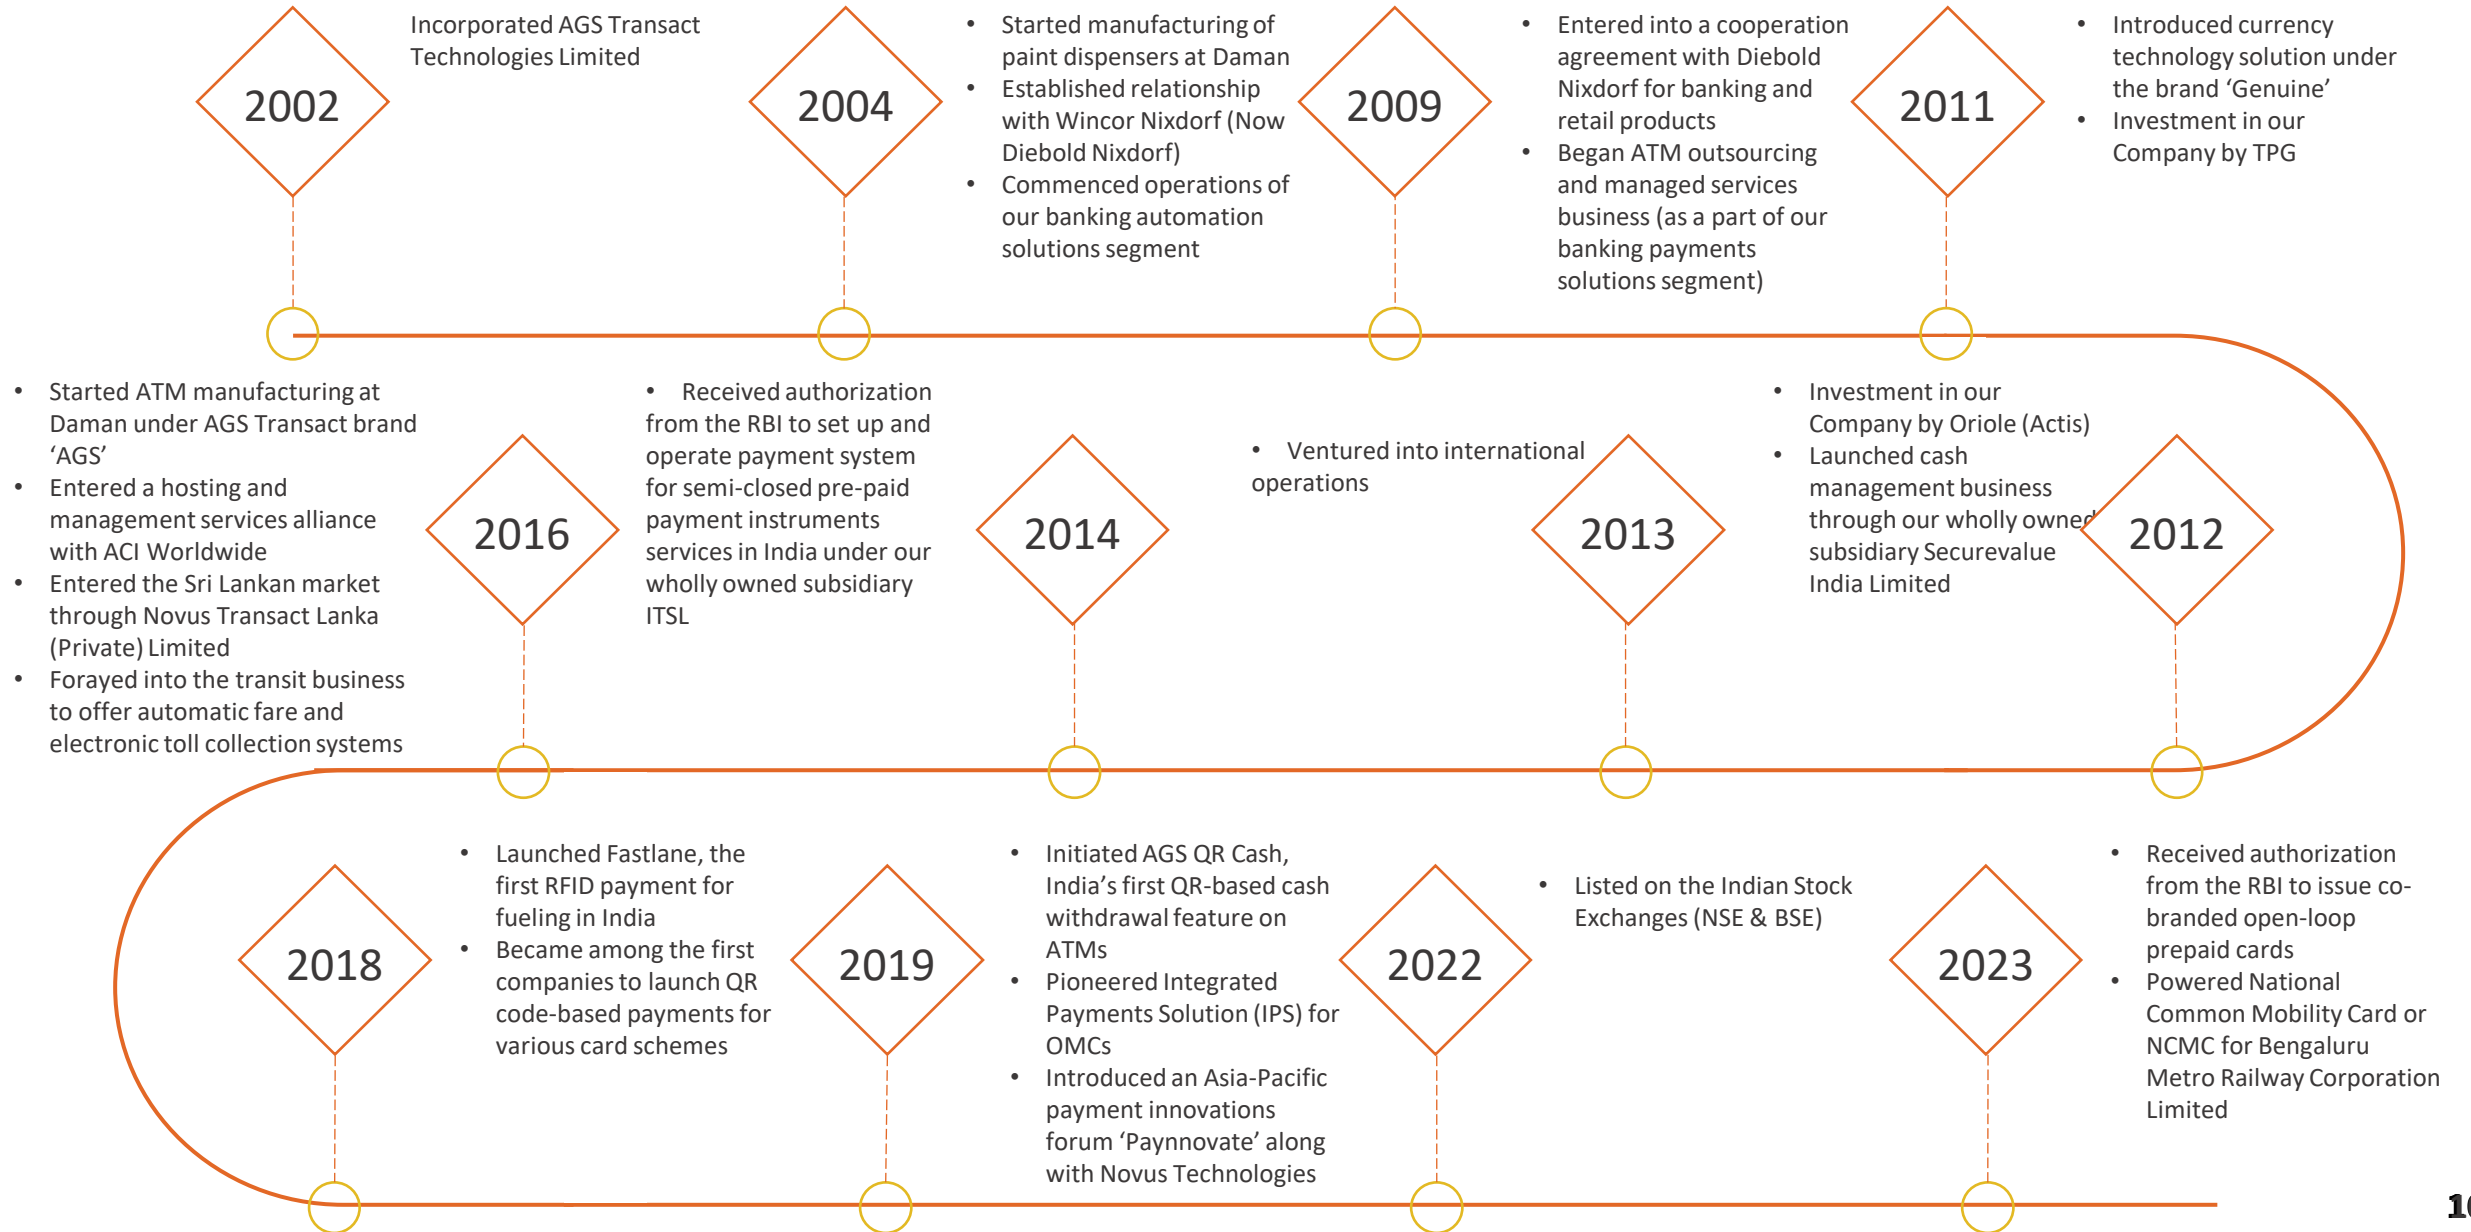 2002
Incorporated AGS Transact
Technologies Limited
2004
• Started manufacturing of
paint dispensers at Daman
• Established relationship
with Wincor Nixdorf (Now
Diebold Nixdorf)
• Commenced operations of
our banking automation
solutions segment
2009
• Entered into a cooperation
agreement with Diebold
Nixdorf for banking and
retail products
• Began ATM outsourcing
and managed services
business (as a part of our
banking payments
solutions segment)
2011
• Introduced currency
technology solution under
the brand ‘Genuine’
• Investment in our
Company by TPG
• Started ATM manufacturing at
Daman under AGS Transact brand
‘AGS’
• Entered a hosting and
management services alliance
with ACI Worldwide
• Entered the Sri Lankan market
through Novus Transact Lanka
(Private) Limited
• Forayed into the transit business
to offer automatic fare and
electronic toll collection systems
2016
• Received authorization
from the RBI to set up and
operate payment system
for semi-closed pre-paid
payment instruments
services in India under our
wholly owned subsidiary
ITSL
2014
• Ventured into international
operations
2013
• Investment in our
Company by Oriole (Actis)
• Launched cash
management business
through our wholly owned
subsidiary Securevalue
India Limited
2012
2018
• Launched Fastlane, the
first RFID payment for
fueling in India
• Became among the first
companies to launch QR
code-based payments for
various card schemes
2019
• Initiated AGS QR Cash,
India’s first QR-based cash
withdrawal feature on
ATMs
• Pioneered Integrated
Payments Solution (IPS) for
OMCs
• Introduced an Asia-Pacific
payment innovations
forum ‘Paynnovate’ along
with Novus Technologies
2022
• Listed on the Indian Stock
Exchanges (NSE & BSE)
2023
• Received authorization
from the RBI to issue co-
branded open-loop
prepaid cards
• Powered National
Common Mobility Card or
NCMC for Bengaluru
Metro Railway Corporation
Limited